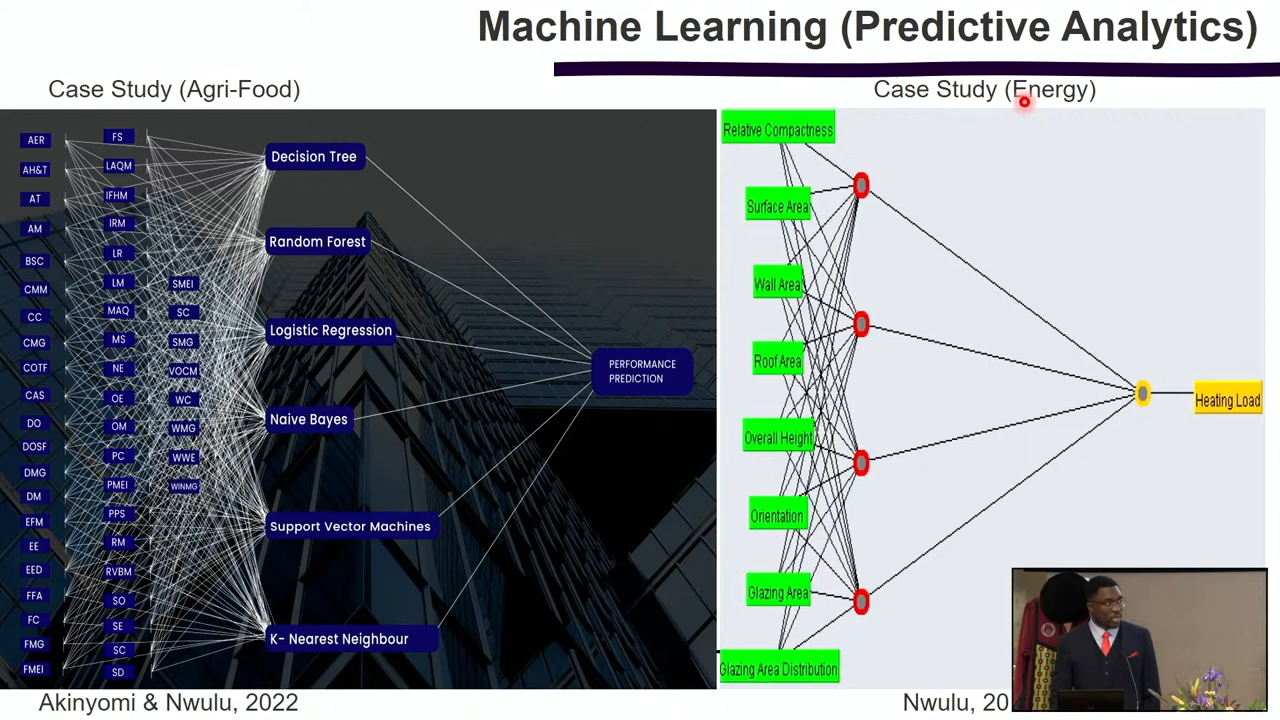 Machine Learning (Predictive Analytics)
Case Study (Agri-Food)
AER
AH&T
AT
AM
BSC
CMM
CC
CMG
COTF
CAS
DO
DOSF
DMG
DM
EFM
EE
EED
FFA
FC
FMG
FMEI
FS
LAQM
IFHM
IRM
LR
LM
MAQ
MS
NE
OE
OM
PC
PMEI
PPS
RM
RVBM
SO
SE
SC
SD
SMEI
SC
SMG
VOCM
WC
WMG
WWE
WINMG
Decision Tree
Random Forest
Logistic Regression
Naive Bayes
Support Vector Machines
K- Nearest Neighbour
PERFORMANCE
PREDICTION
Akinyomi & Nwulu, 2022
Case Study (Energy)
Relative Compactness
Surface Area
Wall Area
Roof Area
Overall Height
Orientation
Glazing Area
Glazing Area Distribution
Heating Load
Nwulu, 20